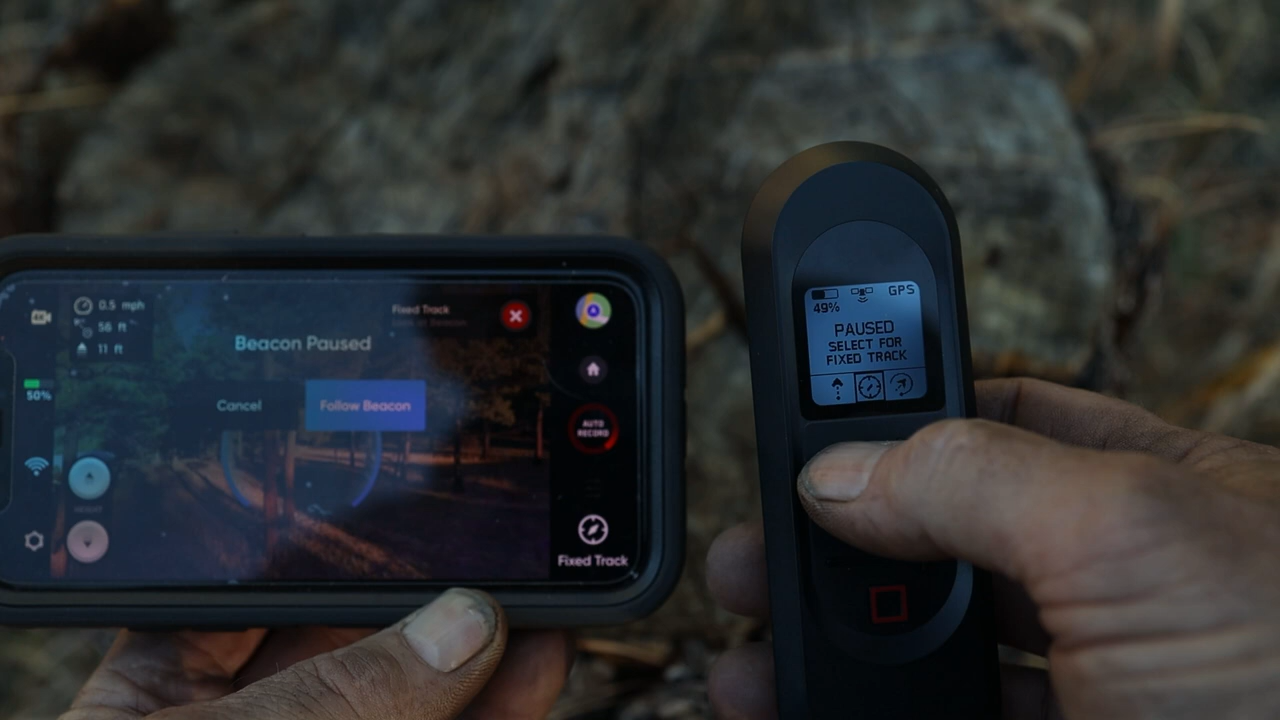 0.5 mph
56 ft
11 ft
50%
Fixed Track
Beacon Paused
Cancel
Follow Beacon
AUTO
RECORD
Fixed Track
GPS
49%
PAUSED
SELECT FOR
FIXED TRACK